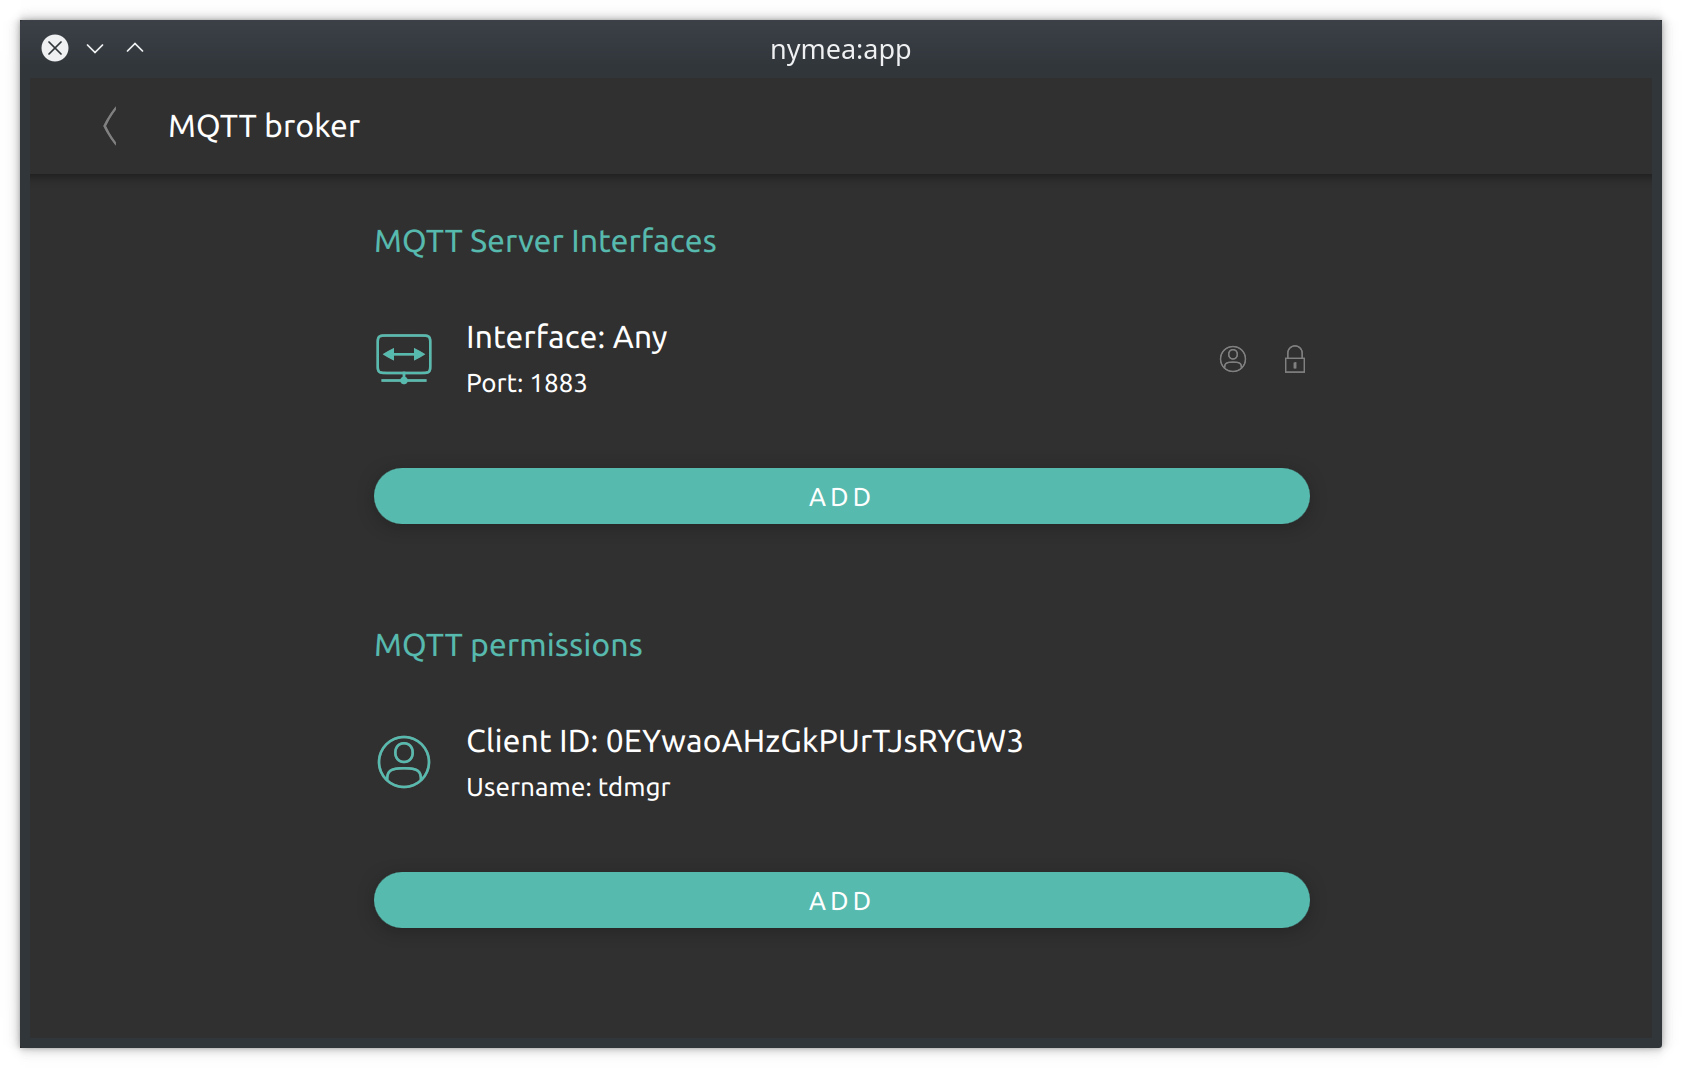 nymea:app
MQTT broker
MQTT Server Interfaces
Interface: Any
Port: 1883
ADD
MQTT permissions
Client ID: 0EYwaoAHzGkPUrTJsRYGW3
Username: tdmgr
ADD